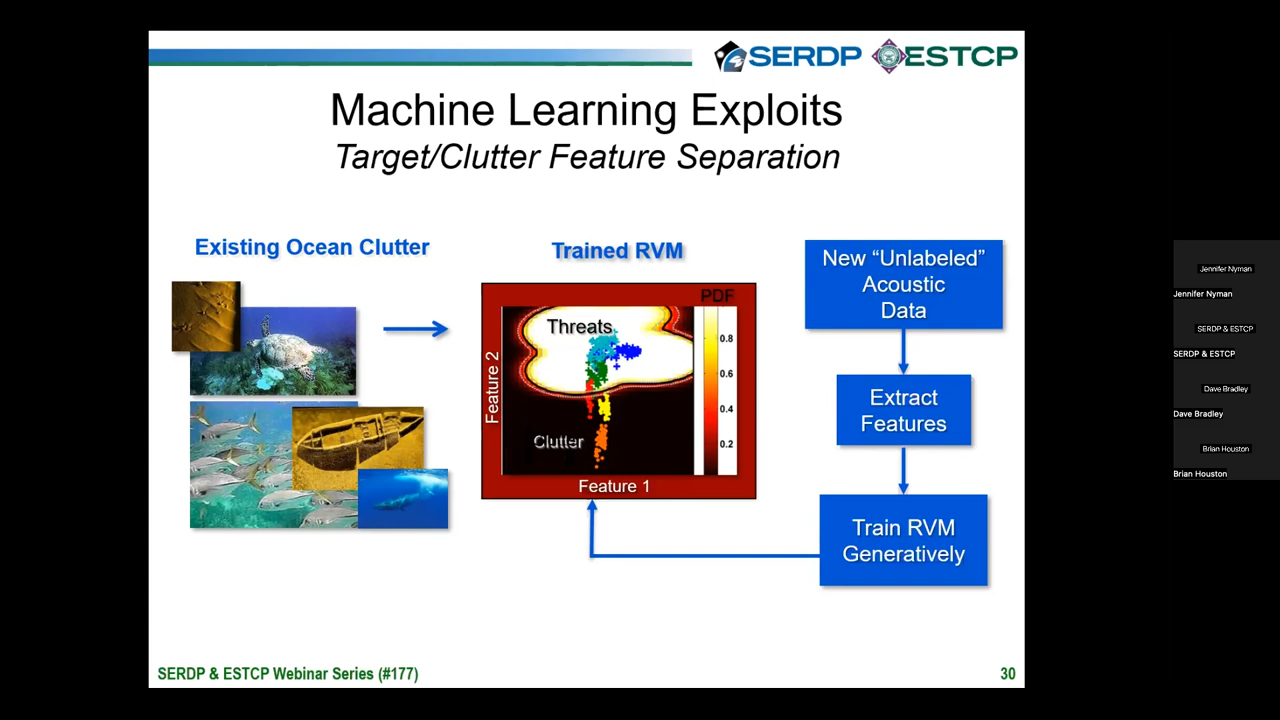 SERDP ESTCP
Machine Learning Exploits
Target/Clutter Feature Separation
Existing Ocean Clutter
Trained RVM
PDF
Threats
0.8
0.6
0.4
0.2
Clutter
Feature 2
Feature 1
New “Unlabeled”
Acoustic
Data
Extract
Features
Train RVM
Generatively
SERDP & ESTCP Webinar Series (#177)
30
Jennifer Nyman
Jennifer Nyman
SERDP & ESTCP
SERDP & ESTCP
Dave Bradley
Dave Bradley
Brian Houston
Brian Houston